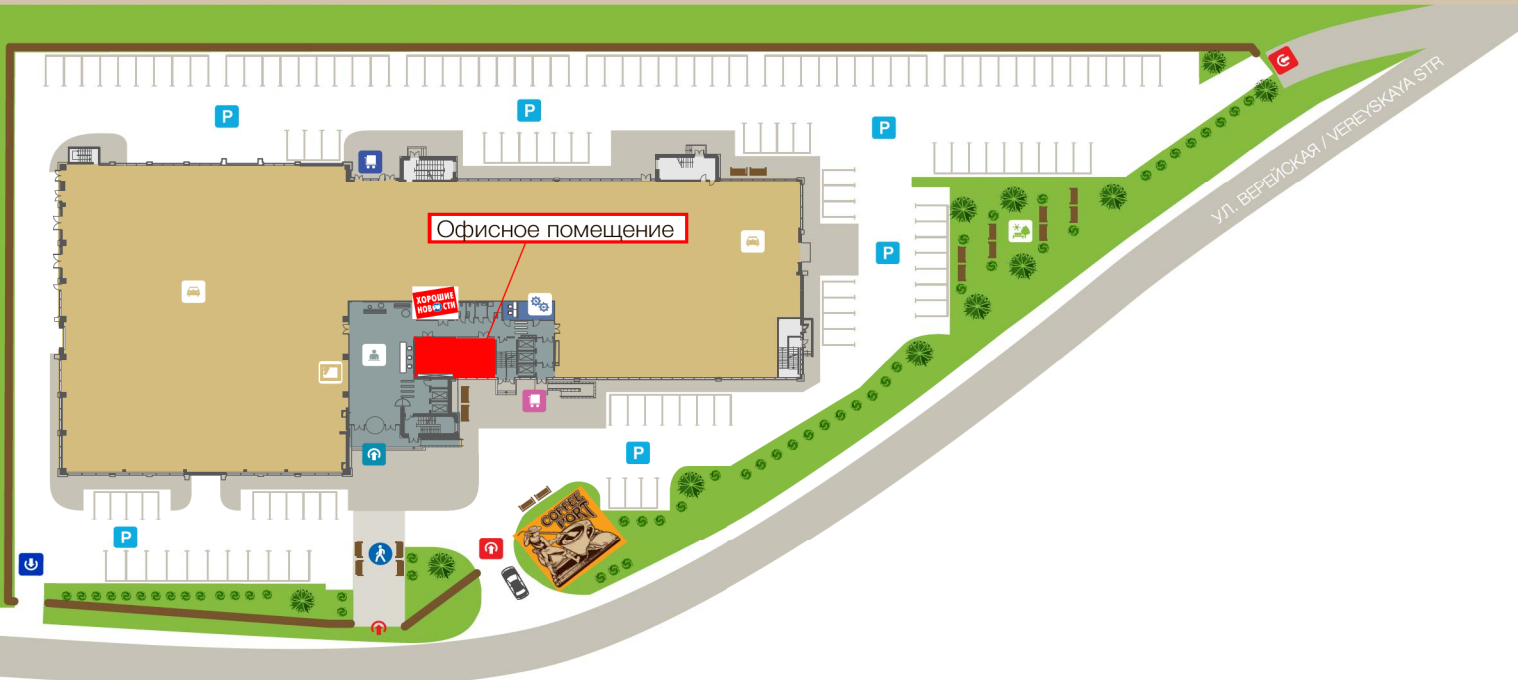 P
P
P
УЛ. ВЕРЕЙСКАЯ / VEREYSKAYA STR
Офисное помещение
P
ХОРОШИЕ
НОВОСТИ
P
COFFEE
PORT
P